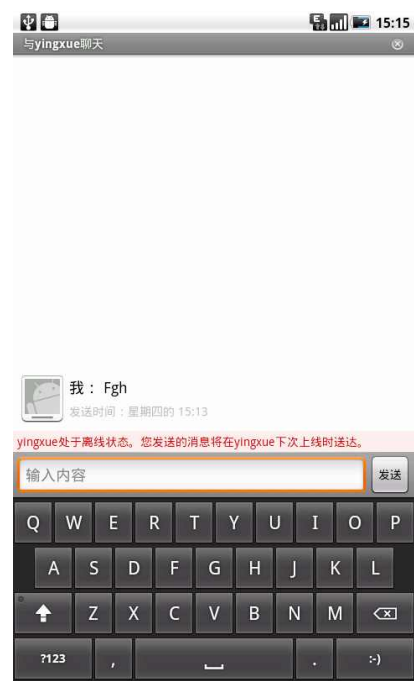 15:15
与yingxue聊天
我： Fgh
发送时间：星期四的 15:13
yingxue处于离线状态。您发送的消息将在yingxue下次上线时送达。
输入内容
发送
Q W E R T Y U I O P
A S D F G H J K L
Z X C V B N M
?123 , . :-)